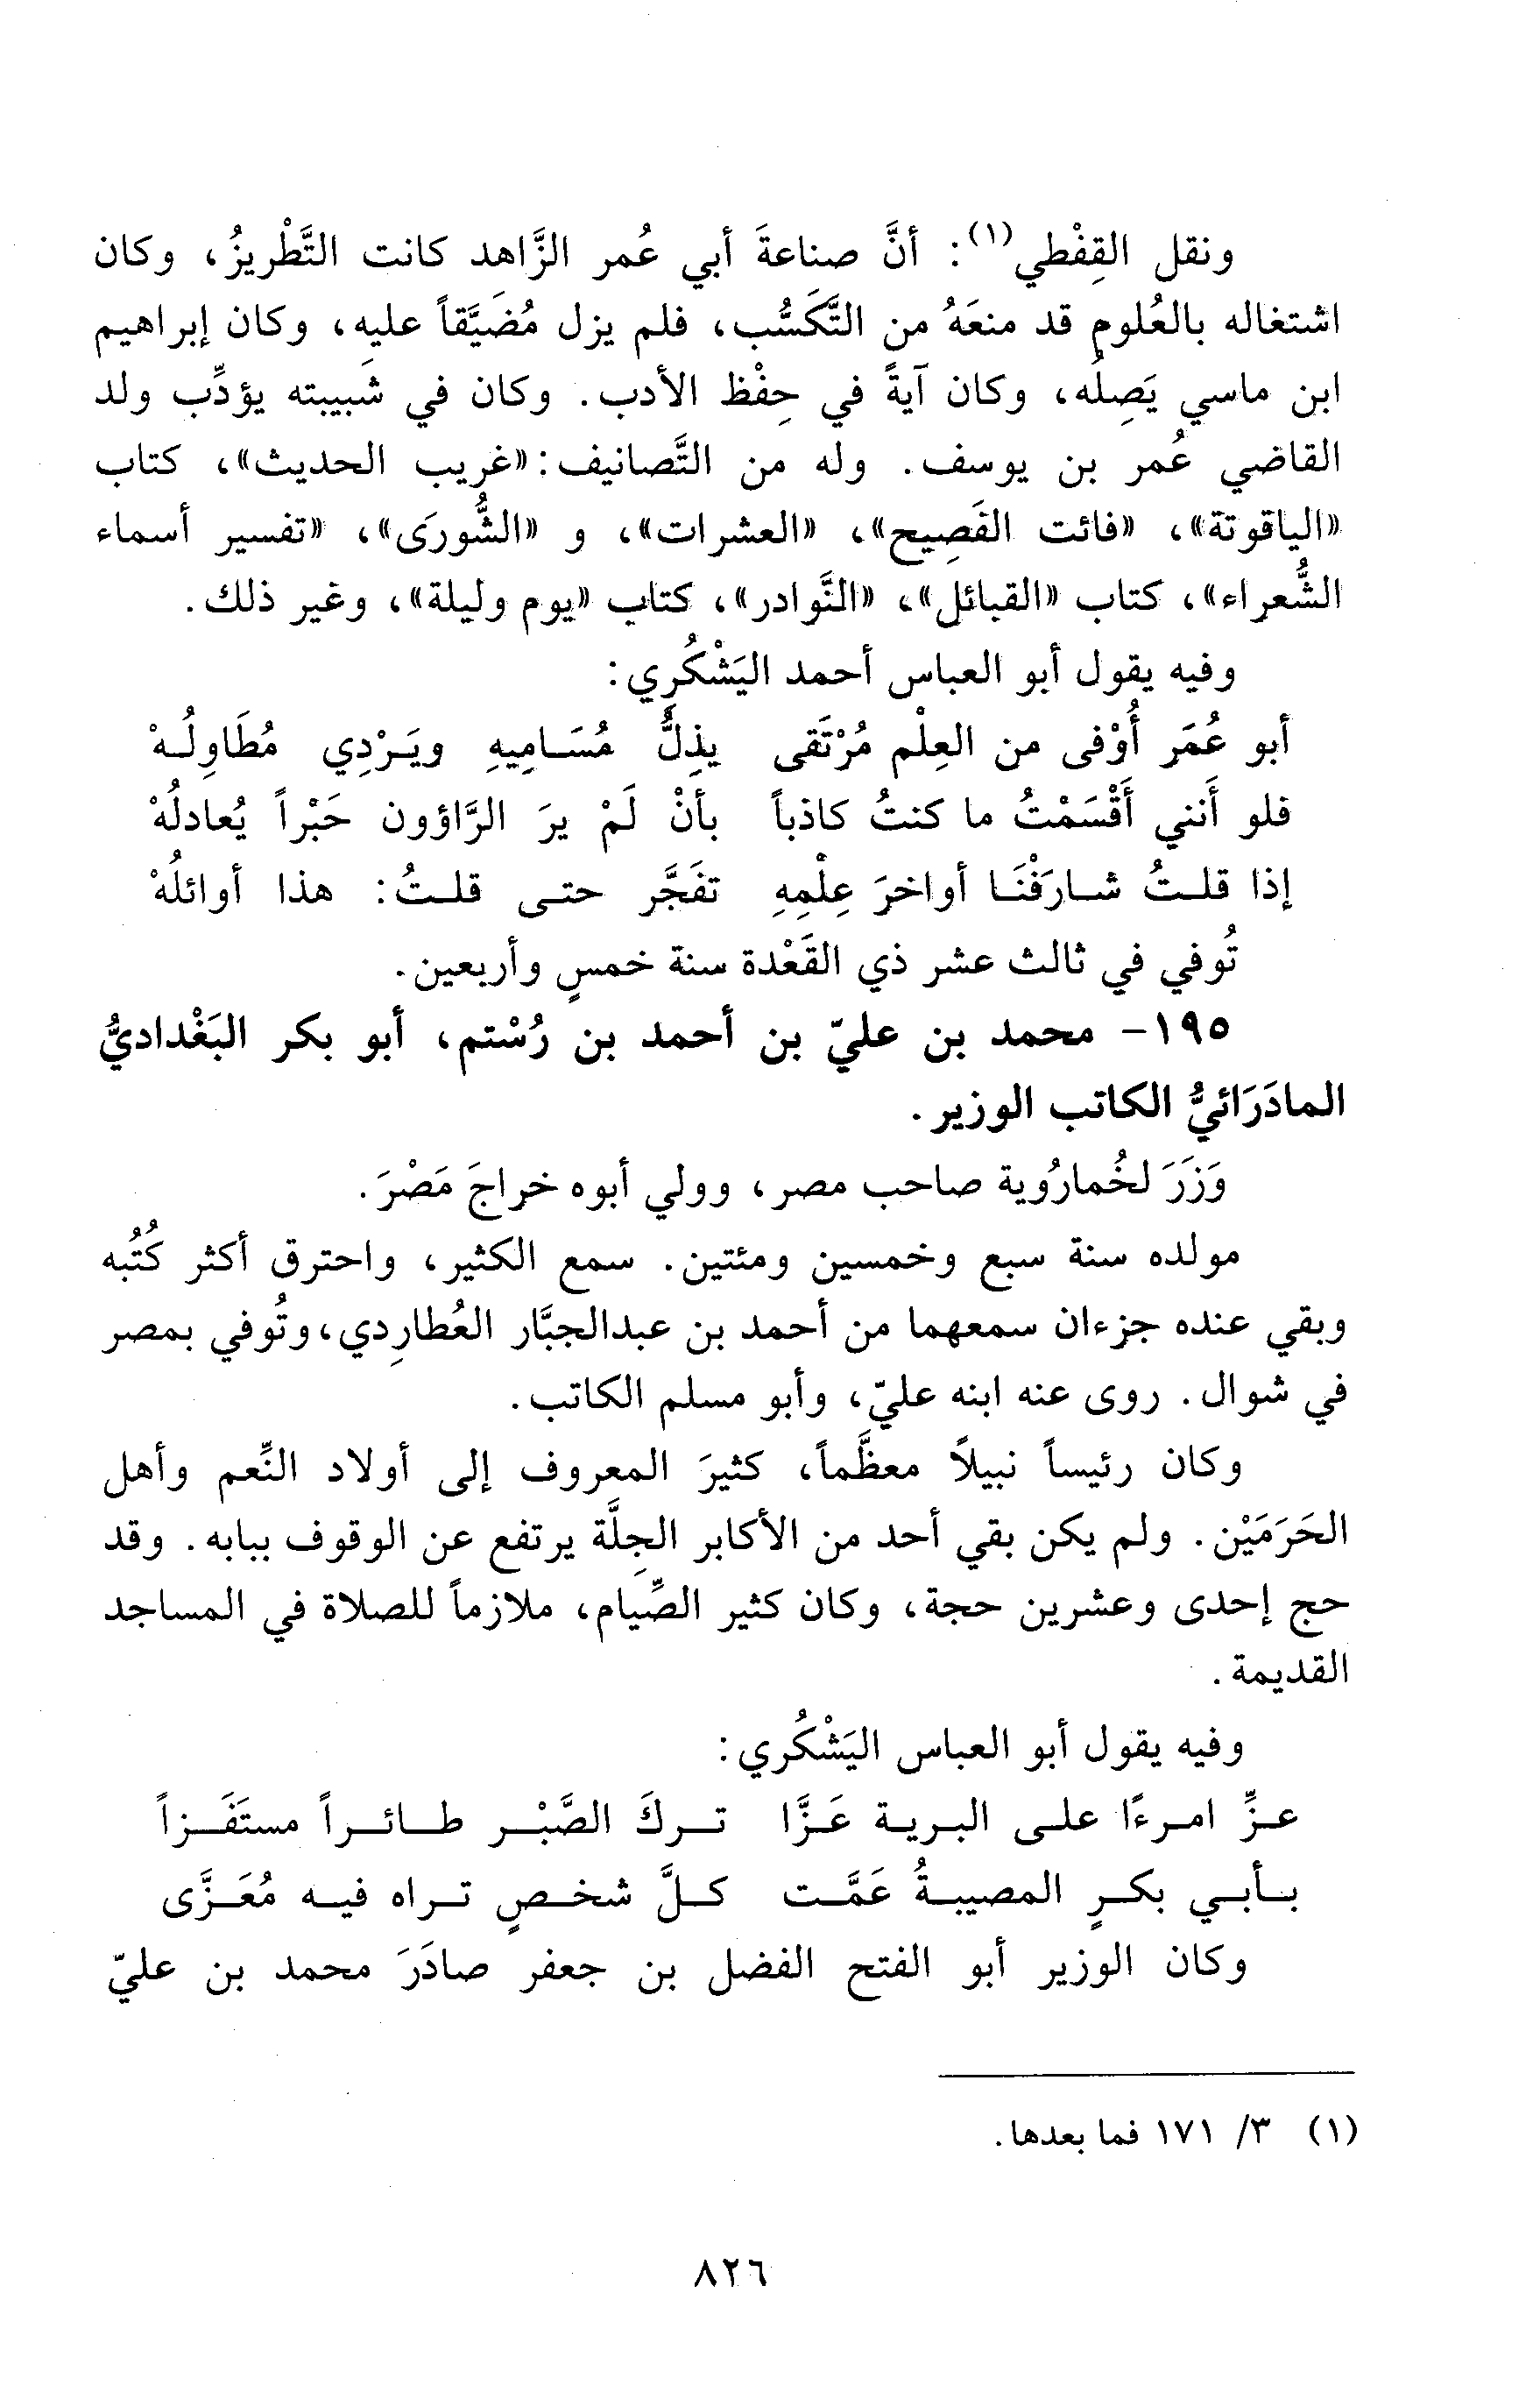 ونقل القِفْطي(١): أنَّ صناعةَ أبي عُمر الزَّاهد كانت التَّطْريزُ، وكان
اشتغاله بالعُلوم قد منعَهُ من التَّكَسُّب، فلم يزل مُضَيَّقاً عليه، وكان إبراهيم
ابن ماسي يَصِلُه، وكان آيةً في حِفْظ الأدب. وكان في شَبيبته يؤدِّب ولد
القاضي عُمر بن يوسف. وله من التَّصانيف: «غريب الحديث»، كتاب
«الياقوتة»، «فائت الفَصِيح»، «العشرات»، و «الشُّورَى»، «تفسير أسماء
الشُّعراء»، كتاب «القبائل»، «النَّوادر»، كتاب «يوم وليلة»، وغير ذلك.
وفيه يقول أبو العباس أحمد اليَشْكُرِي:
أبو عُمَر أُوْفى من العِلْم مُرْتَقى يذِلُّ مُسَامِيهِ ويَرْدِي مُطَاوِلُهْ
فلو أَنني أَقْسَمْتُ ما كنتُ كاذباً بأنْ لَمْ يرَ الرَّاؤون حَبْراً يُعادلُهْ
إذا قلتُ شارَفْنَا أواخرَ عِلْمِهِ تفَجَّر حتى قلتُ: هذا أوائلُهْ
تُوفي في ثالث عشر ذي القَعْدة سنة خمسٍ وأربعين.
١٩٥- محمد بن عليّ بن أحمد بن رُسْتم، أبو بكر البَغْداديُّ
المادَرَائيُّ الكاتب الوزير.
وَزَرَ لخُمارُوية صاحب مصر، وولي أبوه خراجَ مَصْرَ.
مولده سنة سبع وخمسين ومئتين. سمع الكثير، واحترق أكثر كُتُبه
وبقي عنده جزءان سمعهما من أحمد بن عبدالجبَّار العُطارِدي، وتُوفي بمصر
في شوال. روى عنه ابنه عليّ، وأبو مسلم الكاتب.
وكان رئيساً نبيلاً معظَّماً، كثيرَ المعروف إلى أولاد النِّعم وأهل
الحَرَمَيْن. ولم يكن بقي أحد من الأكابر الجِلَّة يرتفع عن الوقوف ببابه. وقد
حج إحدى وعشرين حجة، وكان كثير الصِّيام، ملازماً للصلاة في المساجد
القديمة.
وفيه يقول أبو العباس اليَشْكُري:
عزِّ امرءًا على البرية عَزَّا تركَ الصَّبْر طائراً مستَفَزاً
بأبي بكرٍ المصيبةُ عَمَّت كلَّ شخصٍ تراه فيه مُعَزَّى
وكان الوزير أبو الفتح الفضل بن جعفر صادَرَ محمد بن عليّ
(١) ٣/ ١٧١ فما بعدها.
٨٢٦